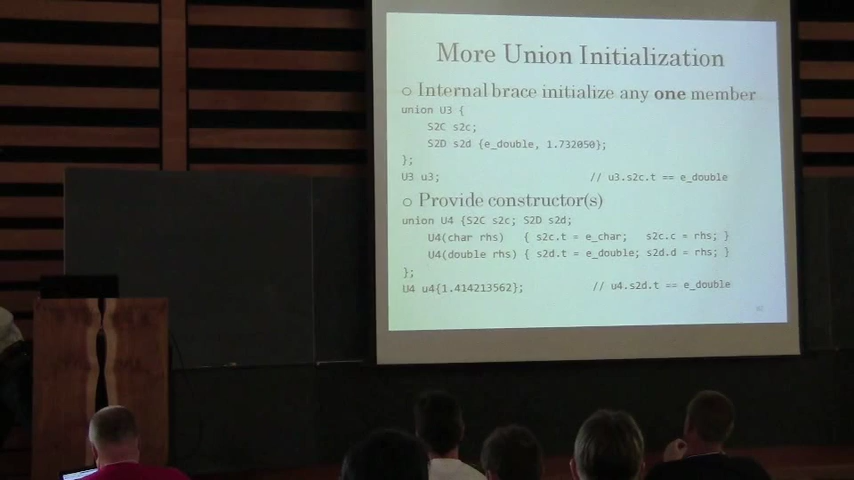 More Union Initialization
○ Internal brace initialize any one member
union U3 {
S2C s2c;
S2D s2d {e_double, 1.732050};
};
U3 u3; // u3.s2c.t == e_double
○ Provide constructor(s)
union U4 {S2C s2c; S2D s2d;
U4(char rhs) { s2c.t = e_char; s2c.c = rhs; }
U4(double rhs) { s2d.t = e_double; s2d.d = rhs; }
};
U4 u4{1.414213562}; // u4.s2d.t == e_double